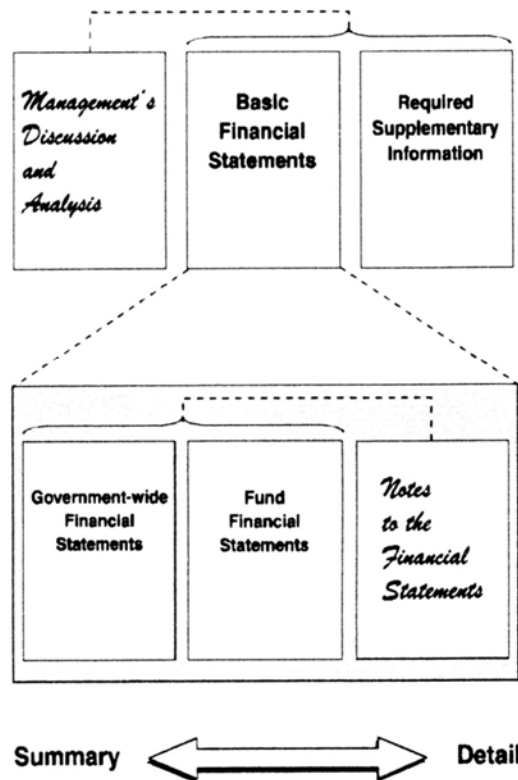 Management's
Discussion
and
Analysis
Basic
Financial
Statements
Required
Supplementary
Information
Government-wide
Financial
Statements
Fund
Financial
Statements
Notes
to the
Financial
Statements
Summary
Detail